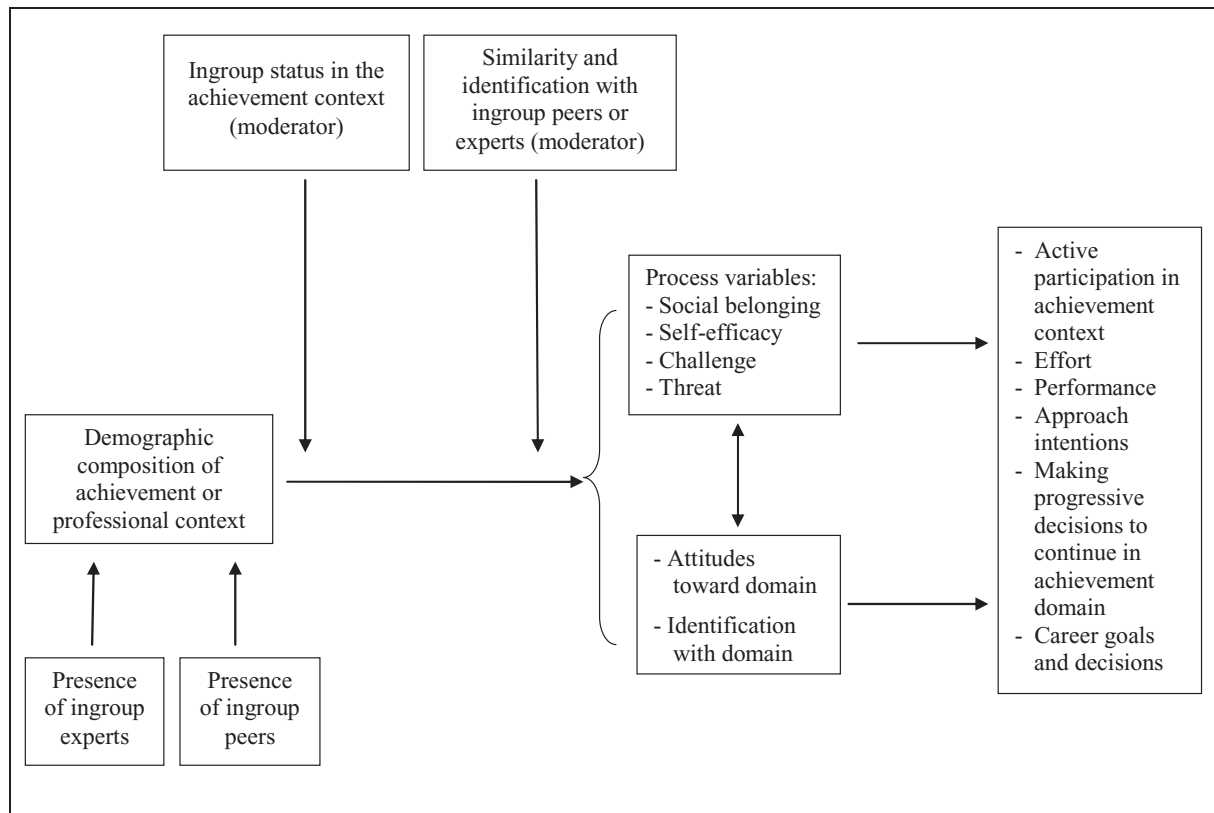 Ingroup status in the
achievement context
(moderator)
Similarity and
identification with
ingroup peers or
experts (moderator)
Demographic
composition of
achievement or
professional context
Presence
of ingroup
experts
Presence
of ingroup
peers
Process variables:
- Social belonging
- Self-efficacy
- Challenge
- Threat
- Attitudes
toward domain
- Identification
with domain
- Active
participation in
achievement
context
- Effort
- Performance
- Approach
intentions
- Making
progressive
decisions to
continue in
achievement
domain
- Career goals
and decisions